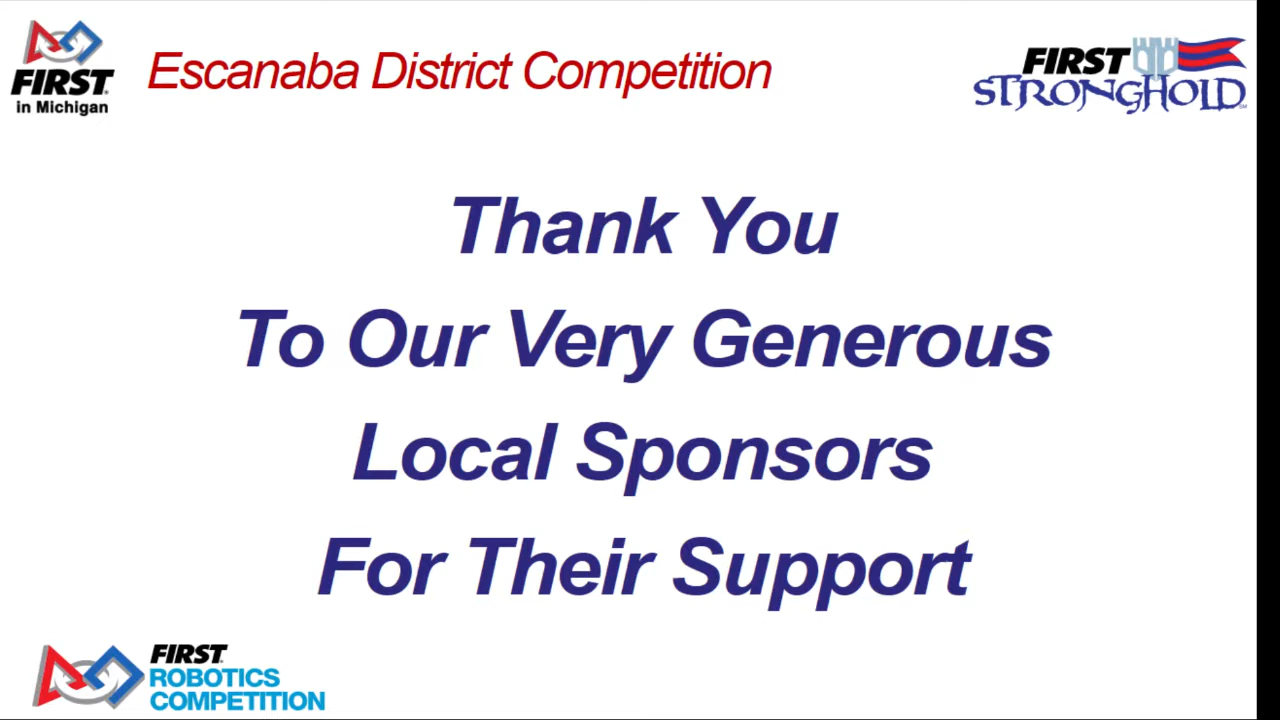 FIRST
in Michigan
Escanaba District Competition
FIRST
STRONGHOLD
Thank You
To Our Very Generous
Local Sponsors
For Their Support
FIRST
ROBOTICS
COMPETITION